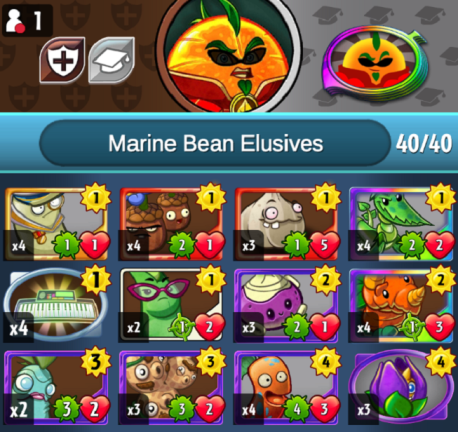 1
Marine Bean Elusives 40/40
1 1 1 1
x4 1 1 x4 2 1 x3 1 5 x4 2 2
1 1 2 2
x4 x2 1 2 x3 2 1 x4 1 3
3 3 4 4
x2 3 2 x3 3 2 x4 4 3 x3